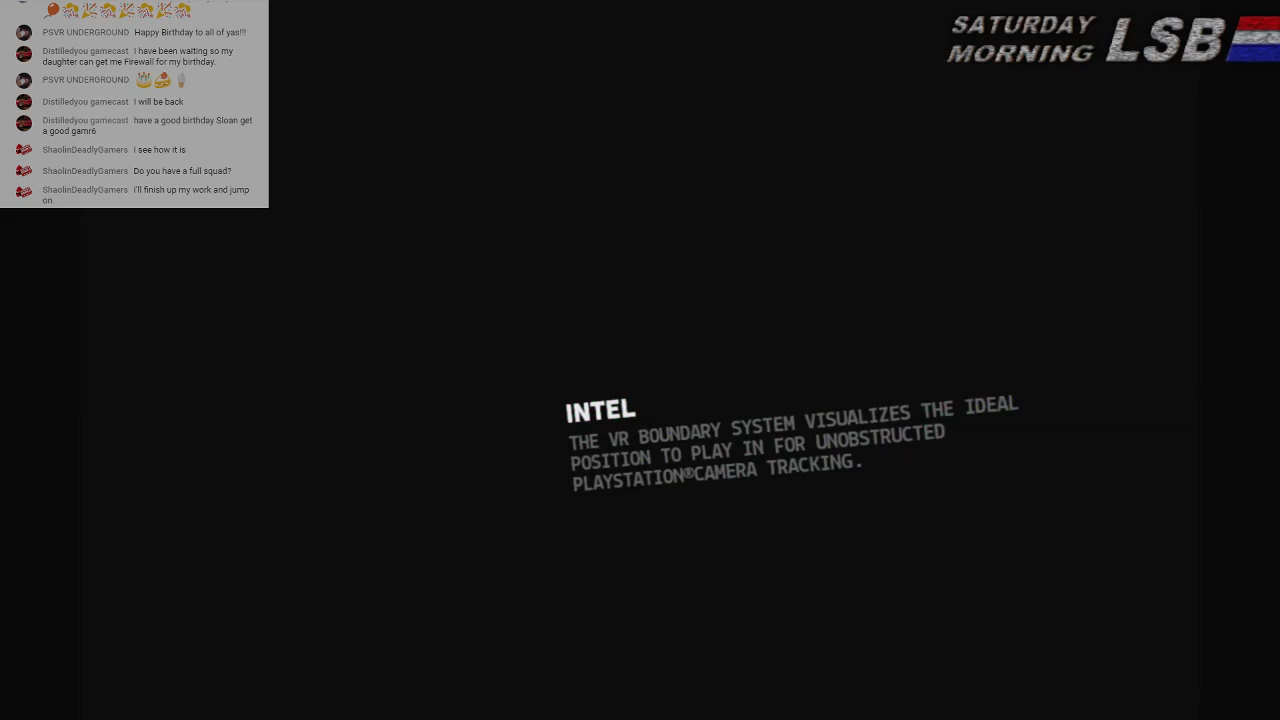 PSVR UNDERGROUND Happy Birthday to all of yas!!!
Distilledyou gamecast I have been waiting so my
daughter can get me Firewall for my birthday.
PSVR UNDERGROUND 🎂🍰🍦
Distilledyou gamecast I will be back
Distilledyou gamecast have a good birthday Sloan get
a good gamr6
ShaolinDeadlyGamers I see how it is
ShaolinDeadlyGamers Do you have a full squad?
ShaolinDeadlyGamers I'll finish up my work and jump
on.
SATURDAY
MORNING LSB
INTEL
THE VR BOUNDARY SYSTEM VISUALIZES THE IDEAL
POSITION TO PLAY IN FOR UNOBSTRUCTED
PLAYSTATION®CAMERA TRACKING.